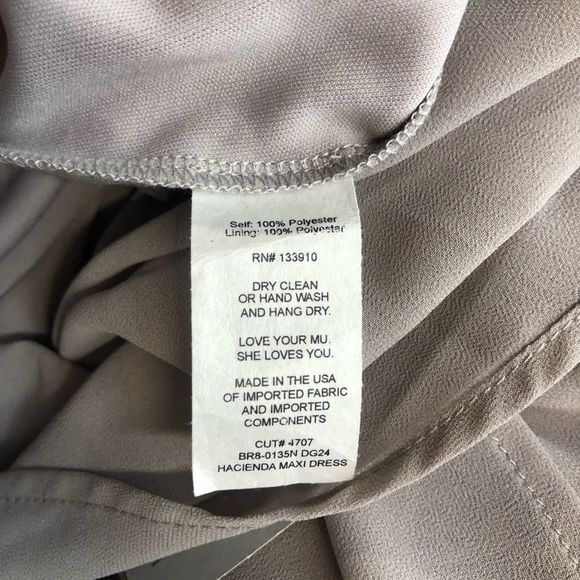 Self: 100% Polyester
Lining: 100% Polyester
RN# 133910
DRY CLEAN
OR HAND WASH
AND HANG DRY.
LOVE YOUR MU.
SHE LOVES YOU.
MADE IN THE USA
OF IMPORTED FABRIC
AND IMPORTED
COMPONENTS
CUT# 4707
BR8-0135N DG24
HACIENDA MAXI DRESS